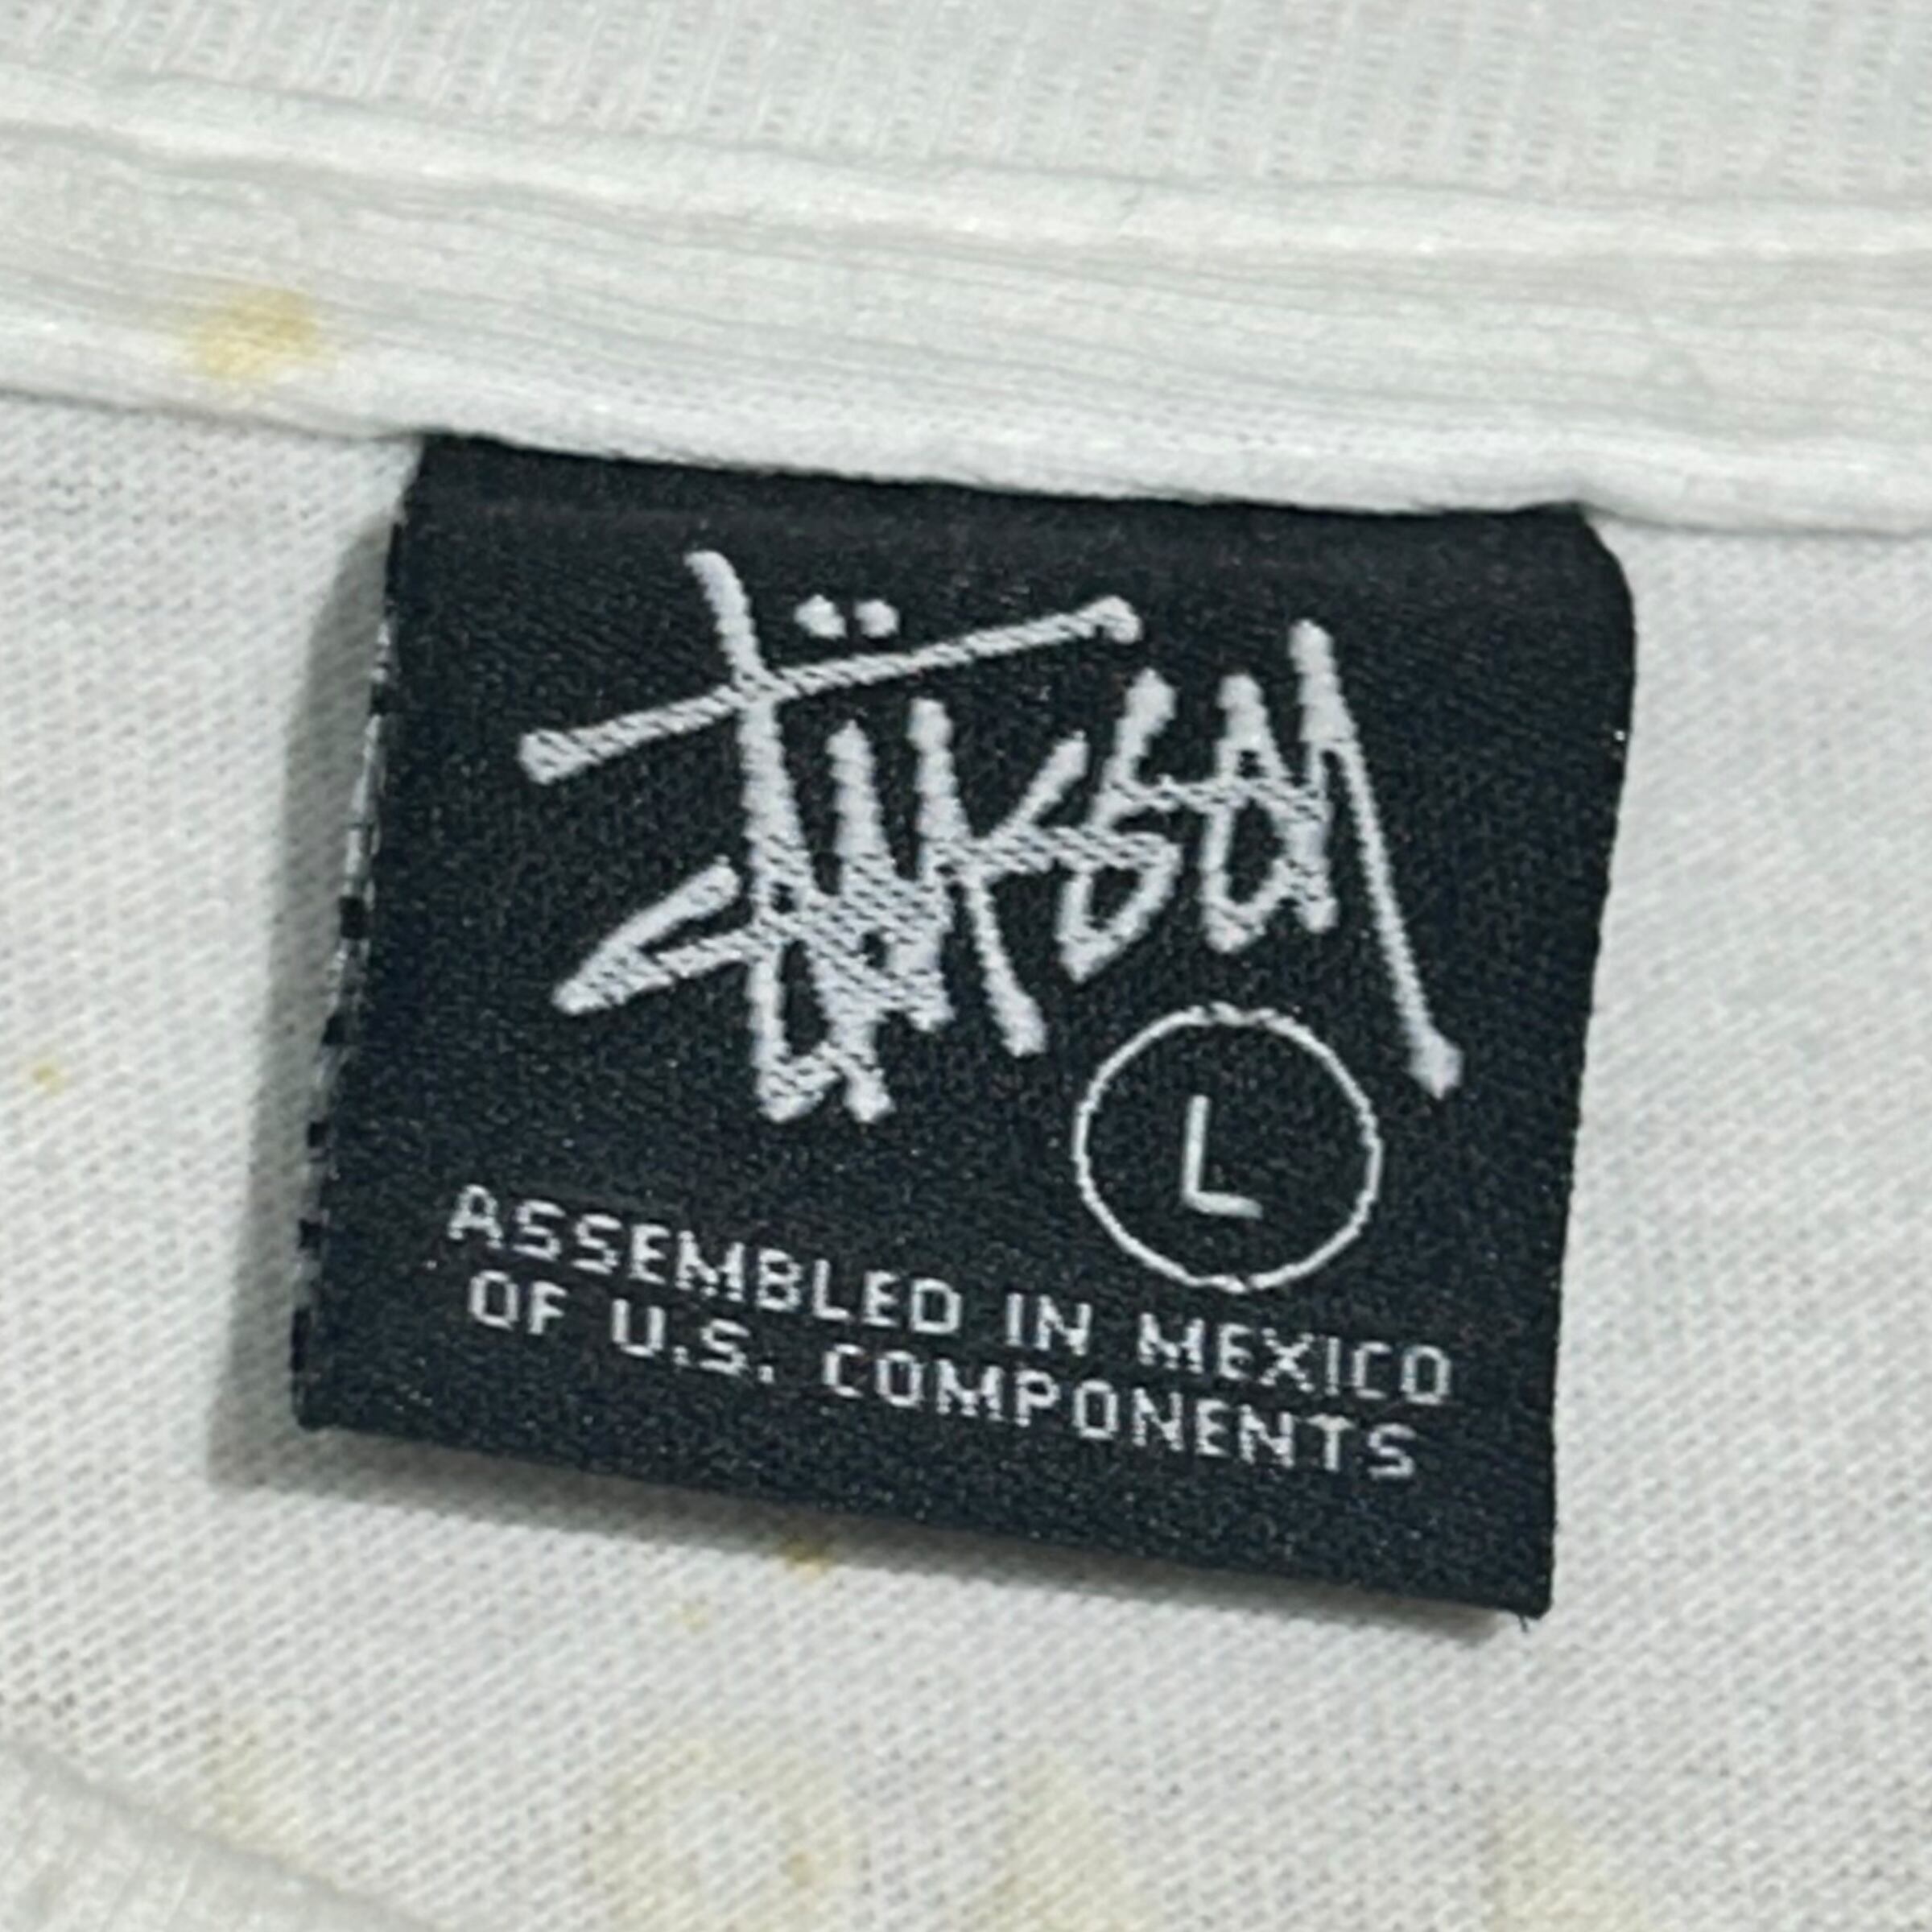 Stüssy
L
ASSEMBLED IN MEXICO
OF U.S. COMPONENTS